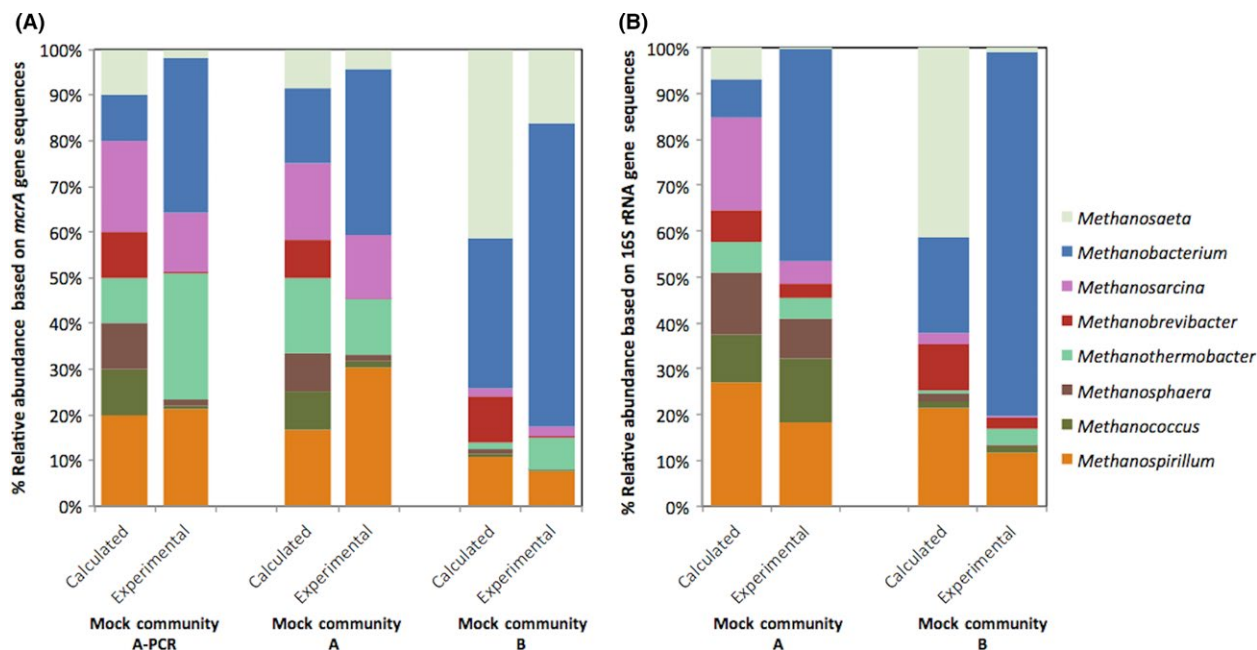 (A)
% Relative abundance based on mcrA gene sequences
100%
90%
80%
70%
60%
50%
40%
30%
20%
10%
0%
Calculated
Experimental
Calculated
Experimental
Calculated
Experimental
Mock community
A-PCR
Mock community
A
Mock community
B
(B)
% Relative abundance based on 16S rRNA gene sequences
100%
90%
80%
70%
60%
50%
40%
30%
20%
10%
0%
Calculated
Experimental
Calculated
Experimental
Mock community
A
Mock community
B
Methanosaeta
Methanobacterium
Methanosarcina
Methanobrevibacter
Methanothermobacter
Methanosphaera
Methanococcus
Methanospirillum